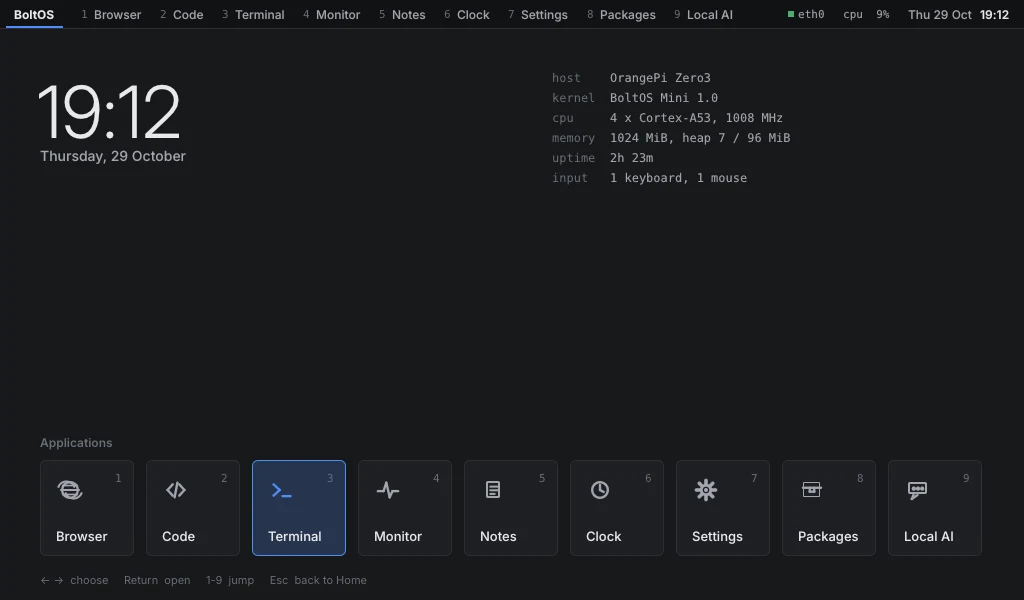 BoltOS 1 Browser 2 Code 3 Terminal 4 Monitor 5 Notes 6 Clock 7 Settings 8 Packages 9 Local AI eth0 cpu 9% Thu 29 Oct 19:12
19:12
Thursday, 29 October
host OrangePi Zero3
kernel BoltOS Mini 1.0
cpu 4 x Cortex-A53, 1008 MHz
memory 1024 MiB, heap 7 / 96 MiB
uptime 2h 23m
input 1 keyboard, 1 mouse
Applications
1 2 3 4 5 6 7 8 9
Browser Code Terminal Monitor Notes Clock Settings Packages Local AI
← → choose Return open 1-9 jump Esc back to Home